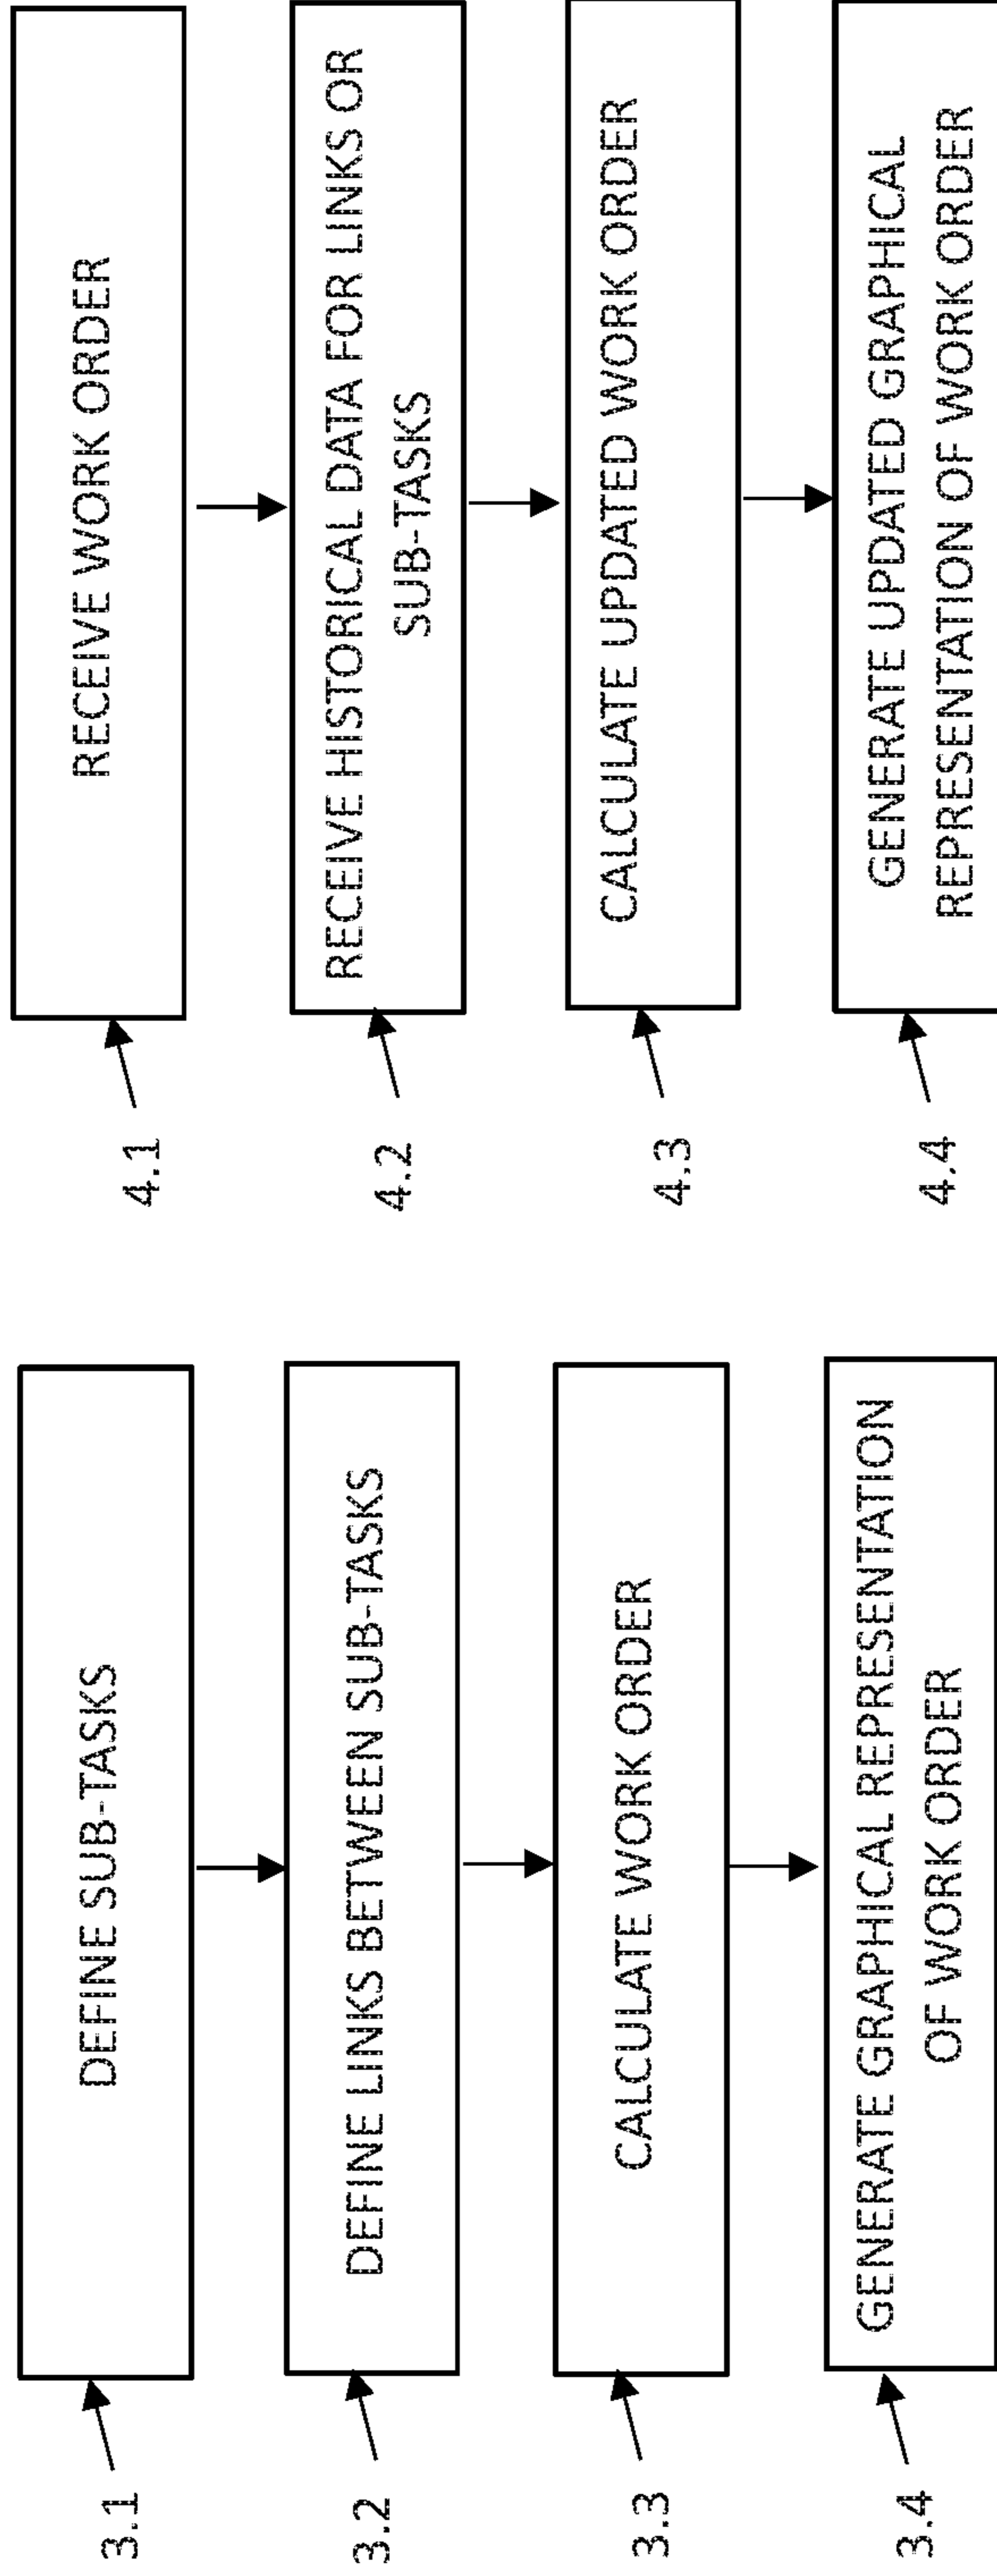 3.1
DEFINE SUB-TASKS
3.2
DEFINE LINKS BETWEEN SUB-TASKS
3.3
CALCULATE WORK ORDER
3.4
GENERATE GRAPHICAL REPRESENTATION
OF WORK ORDER
4.1
RECEIVE WORK ORDER
4.2
RECEIVE HISTORICAL DATA FOR LINKS OR
SUB-TASKS
4.3
CALCULATE UPDATED WORK ORDER
4.4
GENERATE UPDATED GRAPHICAL
REPRESENTATION OF WORK ORDER